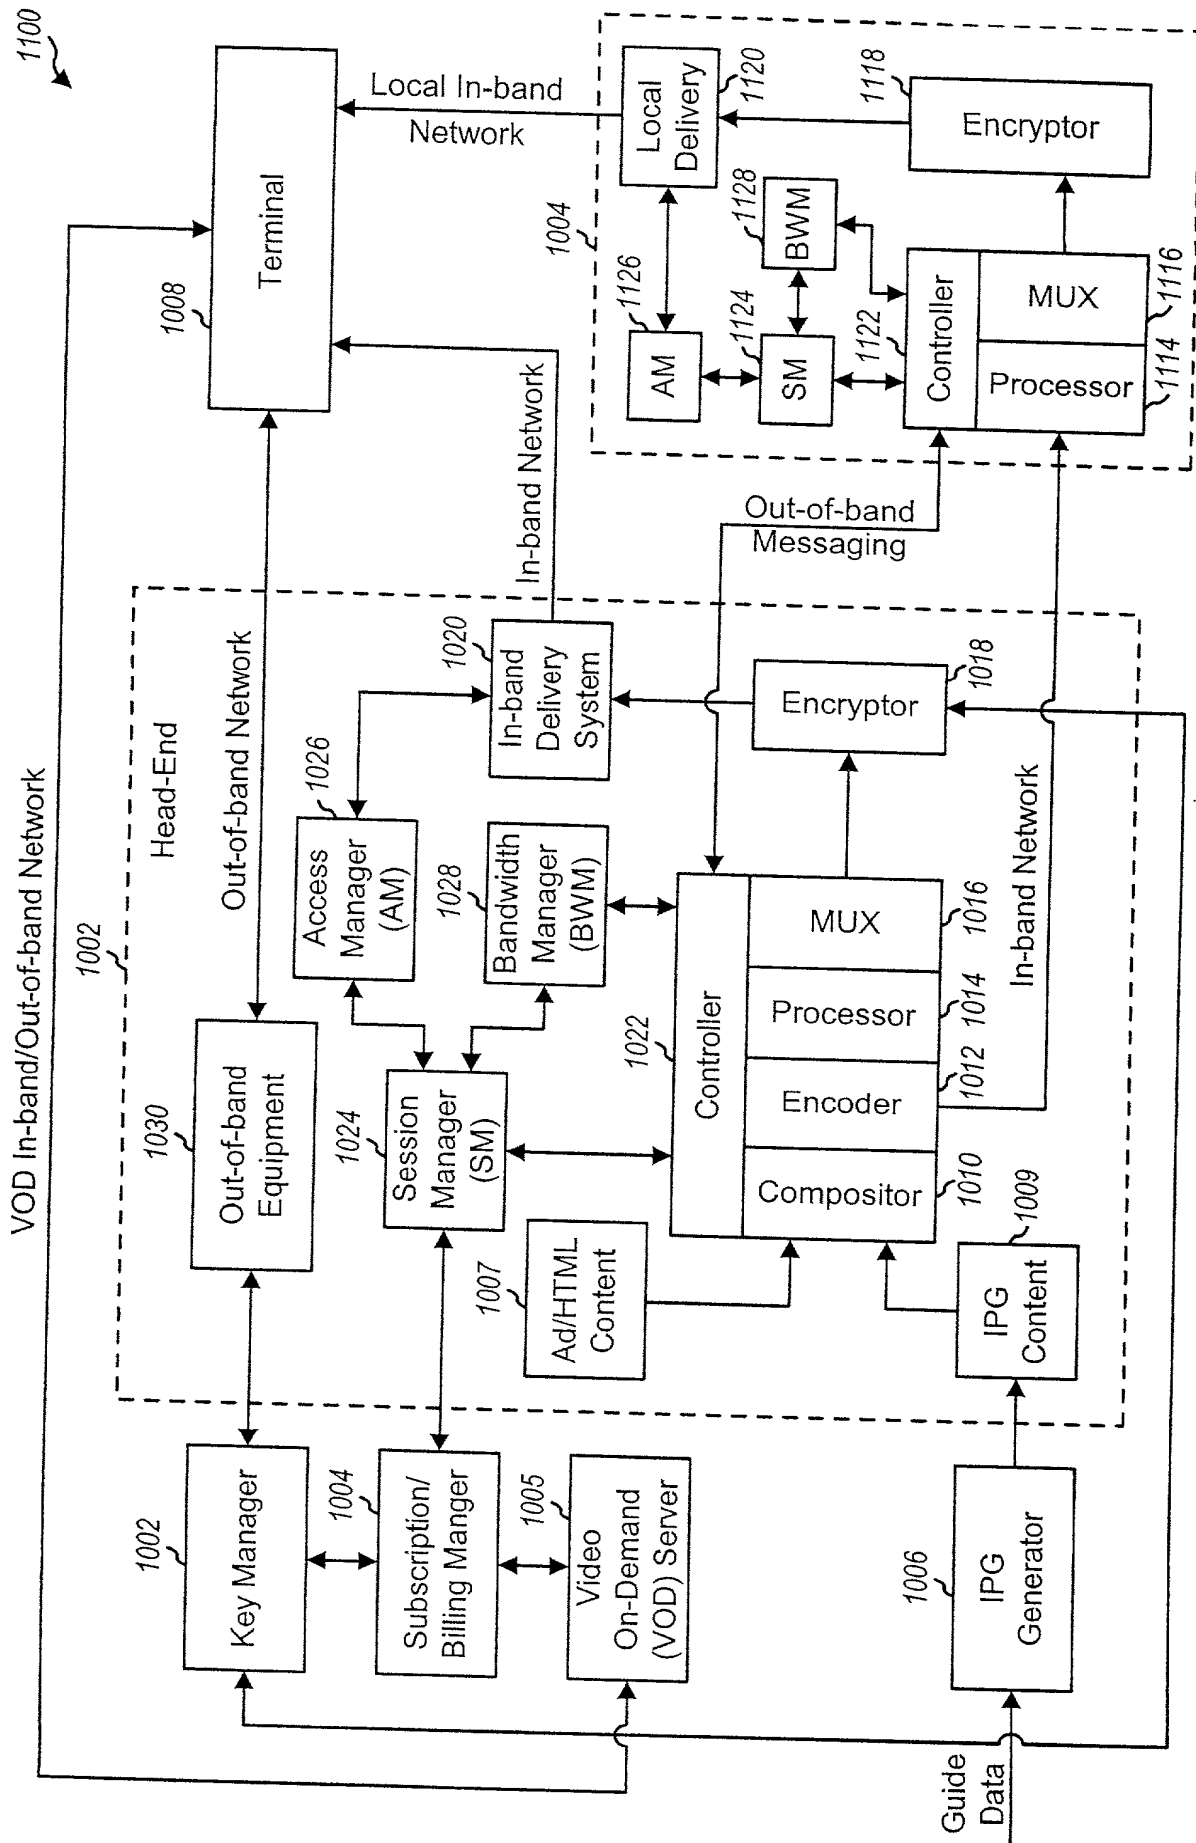 1100
VOD In-band/Out-of-band Network
1002
Key Manager
1004
Subscription/
Billing Manger
1005
Video
On-Demand
(VOD) Server
1006
IPG
Generator
Guide
Data
1002
Head-End
1030
Out-of-band
Equipment
Out-of-band Network
1024
Session
Manager
(SM)
1026
Access
Manager
(AM)
1028
Bandwidth
Manager
(BWM)
1020
In-band
Delivery
System
In-band Network
1007
Ad/HTML
Content
1022
Controller
Compositor
1010
Encoder
1012
Processor
1014
MUX
1016
Encryptor
1018
1009
IPG
Content
In-band Network
Out-of-band
Messaging
1008
Terminal
Local In-band
Network
1004
Local
Delivery
1120
1126
AM
1124
SM
1128
BWM
1122
Controller
Processor
1114
MUX
1116
Encryptor
1118